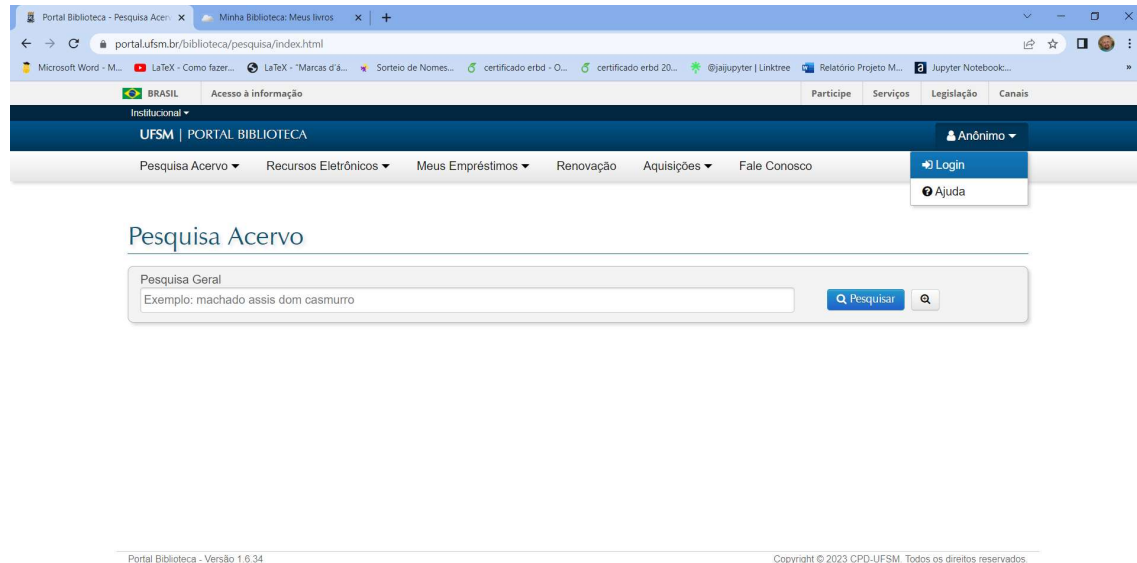 Portal Biblioteca - Pesquisa Acerv
Minha Biblioteca: Meus livros
portal.ufsm.br/biblioteca/pesquisa/index.html
Microsoft Word - M... LaTeX - Como fazer... LaTeX - "Marcas d'á... Sorteio de Nomes... certificado erbd - O... certificado erbd 20... @jaijupyter | Linktree Relatório Projeto M... Jupyter Notebook:... »
BRASIL Acesso à informação Participe Serviços Legislação Canais
Institucional
UFSM | PORTAL BIBLIOTECA Anônimo
Pesquisa Acervo Recursos Eletrônicos Meus Empréstimos Renovação Aquisições Fale Conosco Login
Ajuda
Pesquisa Acervo
Pesquisa Geral
Exemplo: machado assis dom casmurro Pesquisar
Portal Biblioteca - Versão 1.6.34 Copyright © 2023 CPD-UFSM. Todos os direitos reservados.